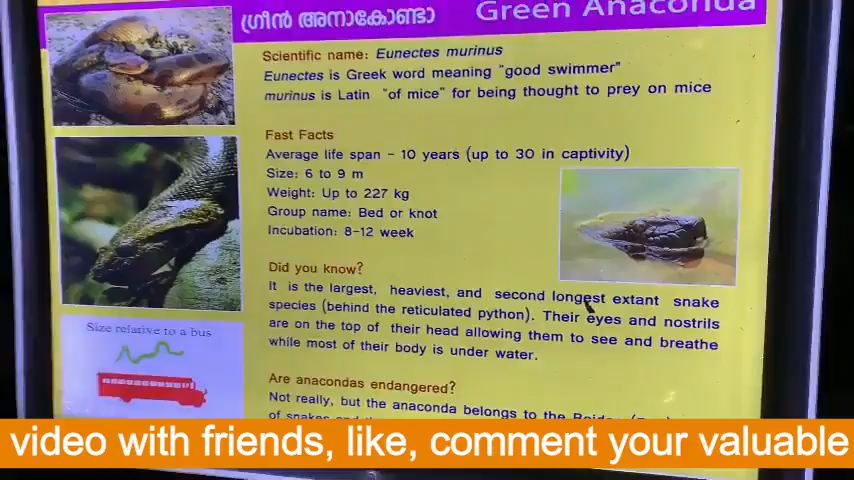 ഗ്രീൻ അനാകോണ്ടാ
Green Anaconda
Scientific name: Eunectes murinus
Eunectes is Greek word meaning "good swimmer"
murinus is Latin "of mice" for being thought to prey on mice
Fast Facts
Average life span - 10 years (up to 30 in captivity)
Size: 6 to 9 m
Weight: Up to 227 kg
Group name: Bed or knot
Incubation: 8-12 week
Did you know?
It is the largest, heaviest, and second longest extant snake
species (behind the reticulated python). Their eyes and nostrils
are on the top of their head allowing them to see and breathe
while most of their body is under water.
Size relative to a bus
Are anacondas endangered?
Not really, but the anaconda belongs to the
of snakes and
video with friends, like, comment your valuable